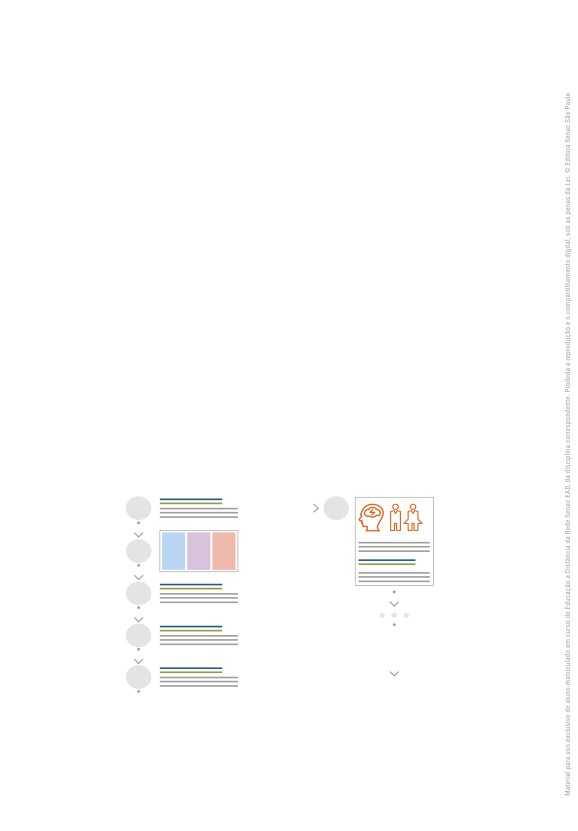 Material para uso exclusivo de aluno matriculado em curso de Educação a Distância da Rede Senac EAD, da disciplina correspondente. Proibida a reprodução e o compartilhamento digital, sob as penas da Lei. © Editora Senac São Paulo.